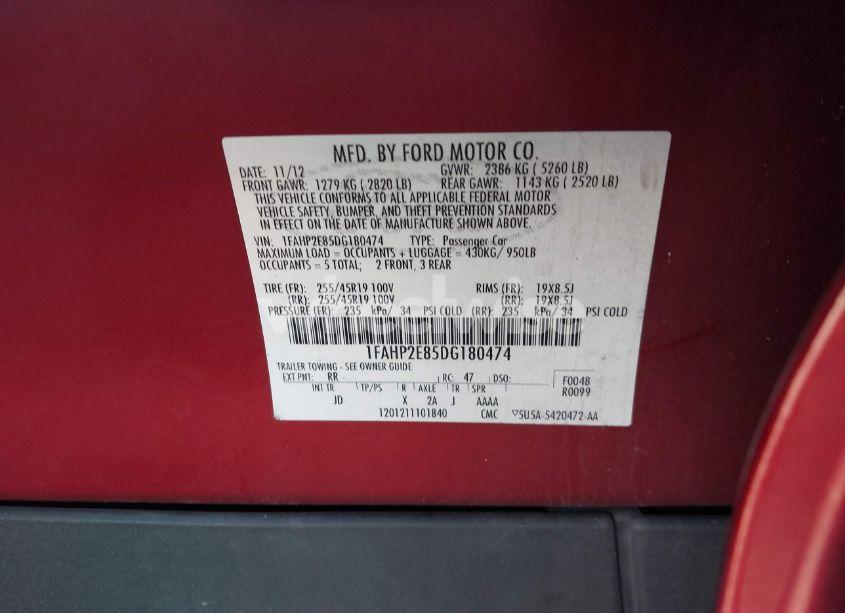 MFD. BY FORD MOTOR CO.
DATE: 11/12 GVWR: 2386 KG ( 5260 LB)
FRONT GAWR: 1279 KG ( 2820 LB) REAR GAWR: 1143 KG ( 2520 LB)
THIS VEHICLE CONFORMS TO ALL APPLICABLE FEDERAL MOTOR
VEHICLE SAFETY, BUMPER, AND THEFT PREVENTION STANDARDS
IN EFFECT ON THE DATE OF MANUFACTURE SHOWN ABOVE.
VIN: 1FAHP2E85DG180474 TYPE: Passenger Car
MAXIMUM LOAD = OCCUPANTS + LUGGAGE = 430KG/ 950LB
OCCUPANTS = 5 TOTAL; 2 FRONT, 3 REAR
TIRE (FR): 255/45R19 100V RIMS (FR): 19X8.5J
(RR): 255/45R19 100V (RR): 19X8.5J
PRESSURE (FR): 235 kPa/ 34 PSI COLD (RR): 235 kPa/ 34 PSI COLD
1FAHP2E85DG180474
TRAILER TOWING - SEE OWNER GUIDE
EXT PNT: RR RC: 47 DSO: F0048
INT TR TP/PS R AXLE TR SPR R0099
JD X 2A J AAAA
1201211101840 CMC ▽5USA-5420472-AA